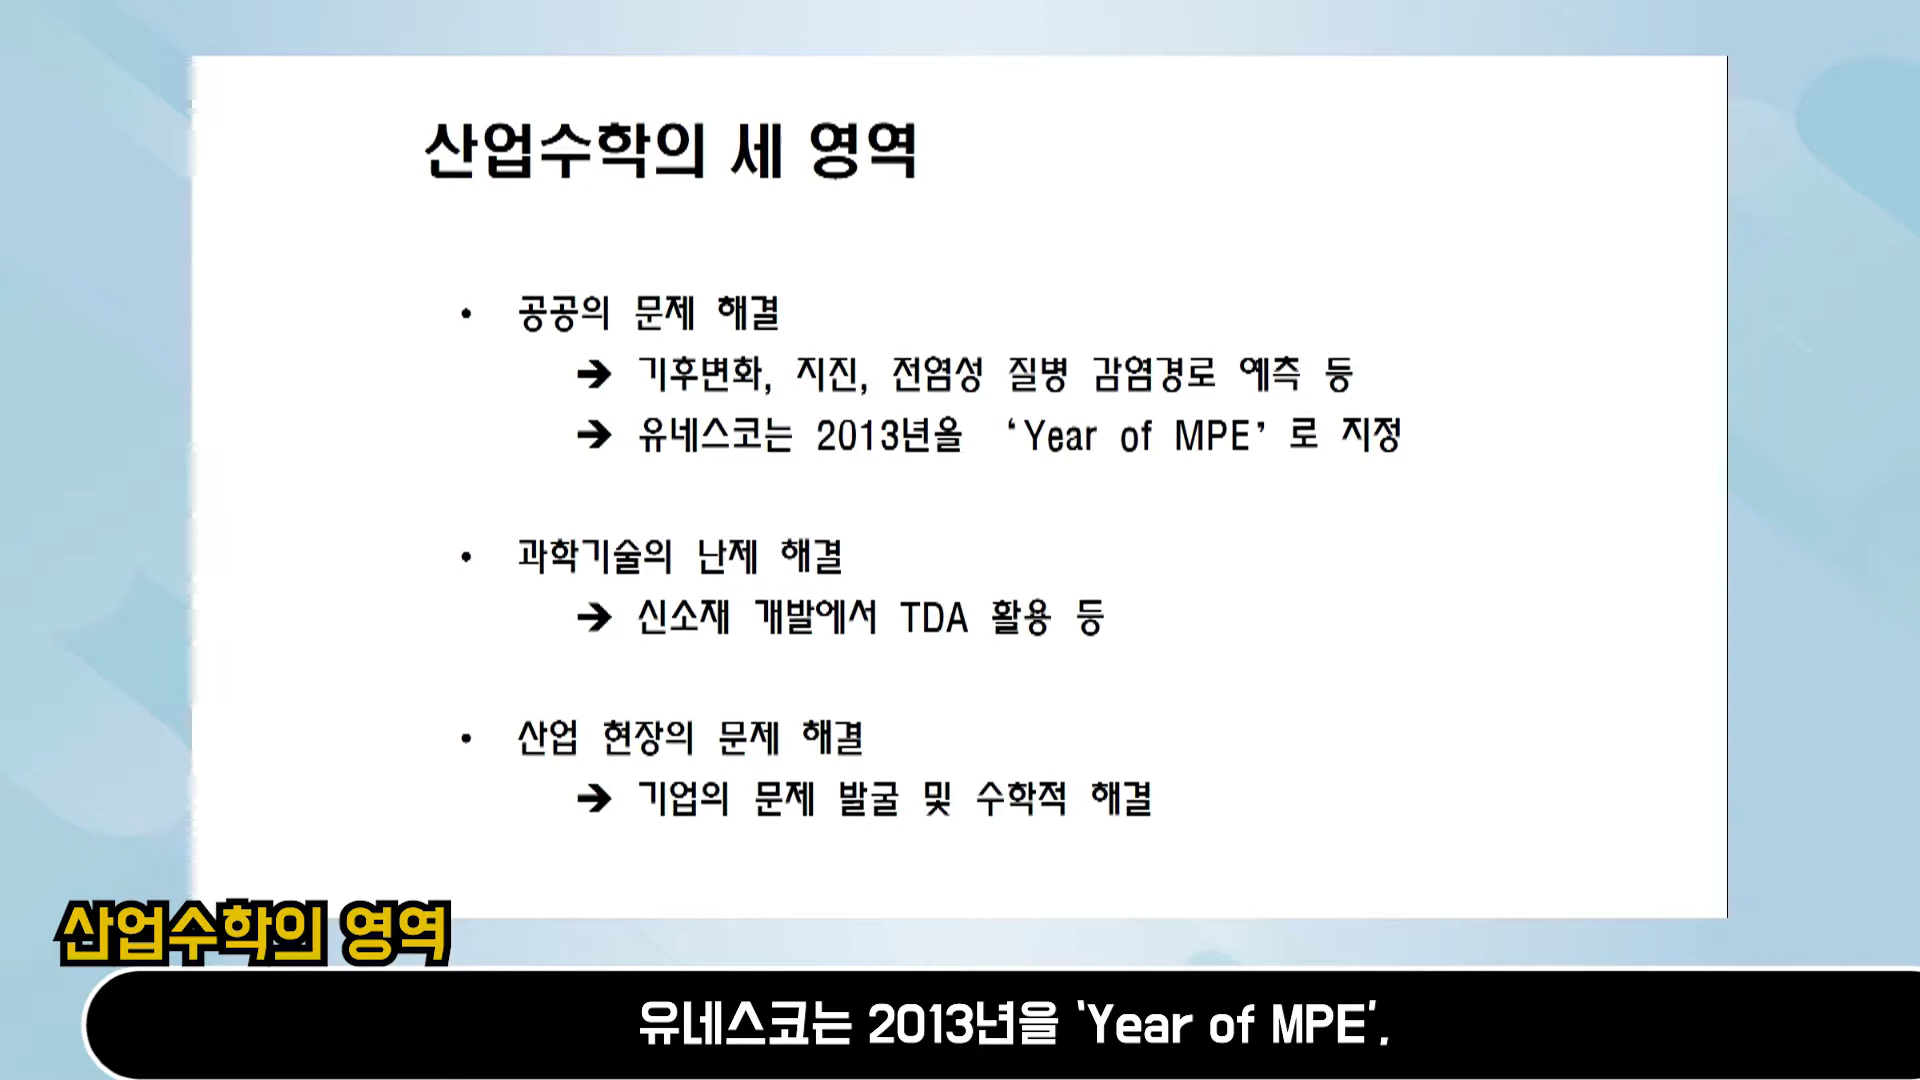 산업수학의 세 영역
• 공공의 문제 해결
➔ 기후변화, 지진, 전염성 질병 감염경로 예측 등
➔ 유네스코는 2013년을 ‘Year of MPE’ 로 지정
• 과학기술의 난제 해결
➔ 신소재 개발에서 TDA 활용 등
• 산업 현장의 문제 해결
➔ 기업의 문제 발굴 및 수학적 해결
산업수학의 영역
유네스코는 2013년을 ‘Year of MPE’,